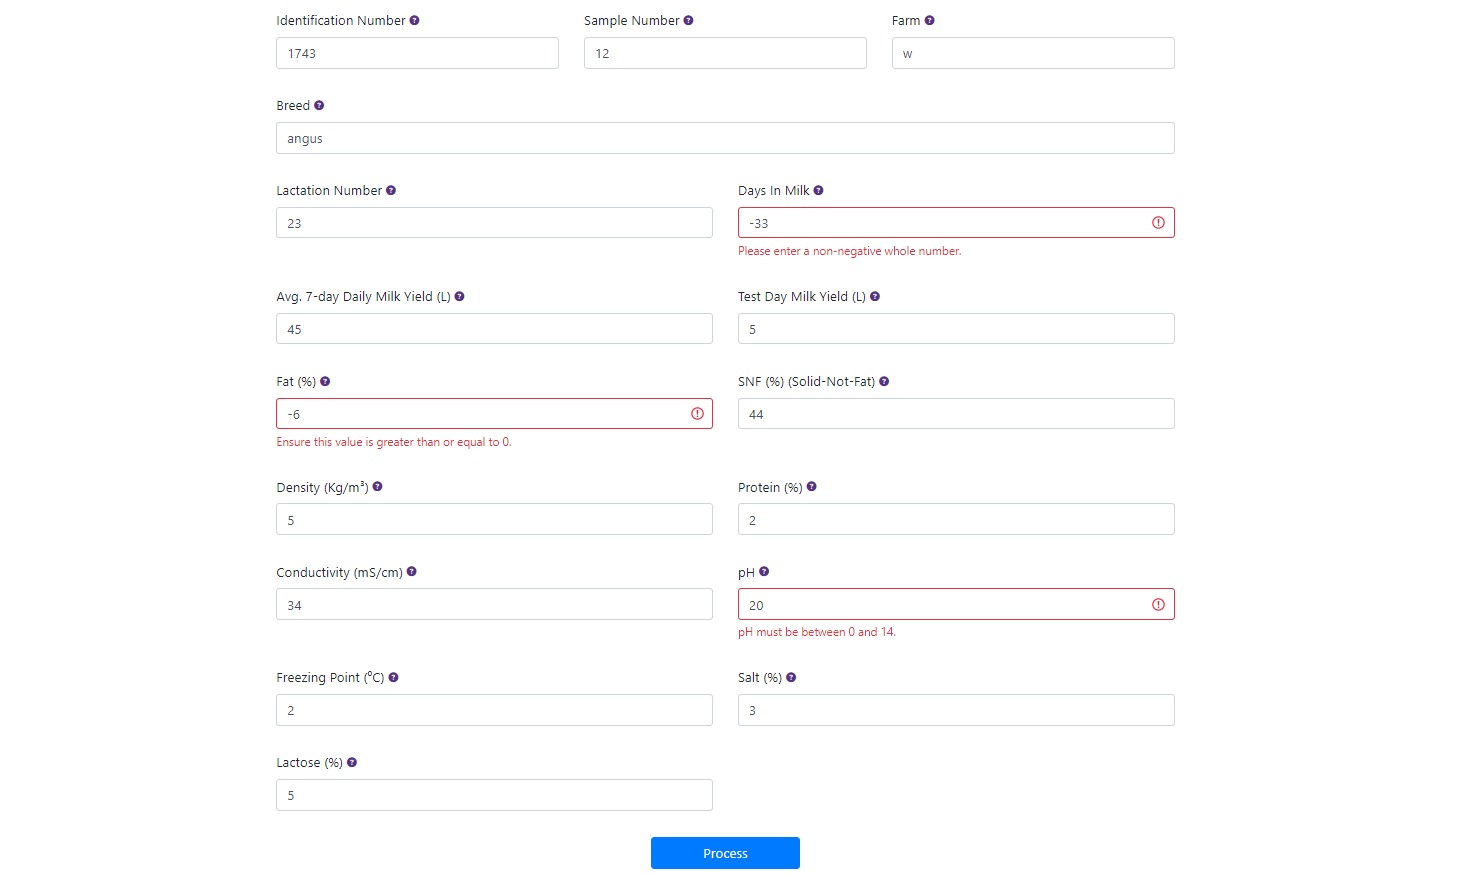 Identification Number Sample Number Farm
1743 12 w
Breed
angus
Lactation Number Days In Milk
23 -33
Please enter a non-negative whole number.
Avg. 7-day Daily Milk Yield (L) Test Day Milk Yield (L)
45 5
Fat (%) SNF (%) (Solid-Not-Fat)
-6 44
Ensure this value is greater than or equal to 0.
Density (Kg/m³) Protein (%)
5 2
Conductivity (mS/cm) pH
34 20
pH must be between 0 and 14.
Freezing Point (⁰C) Salt (%)
2 3
Lactose (%)
5
Process